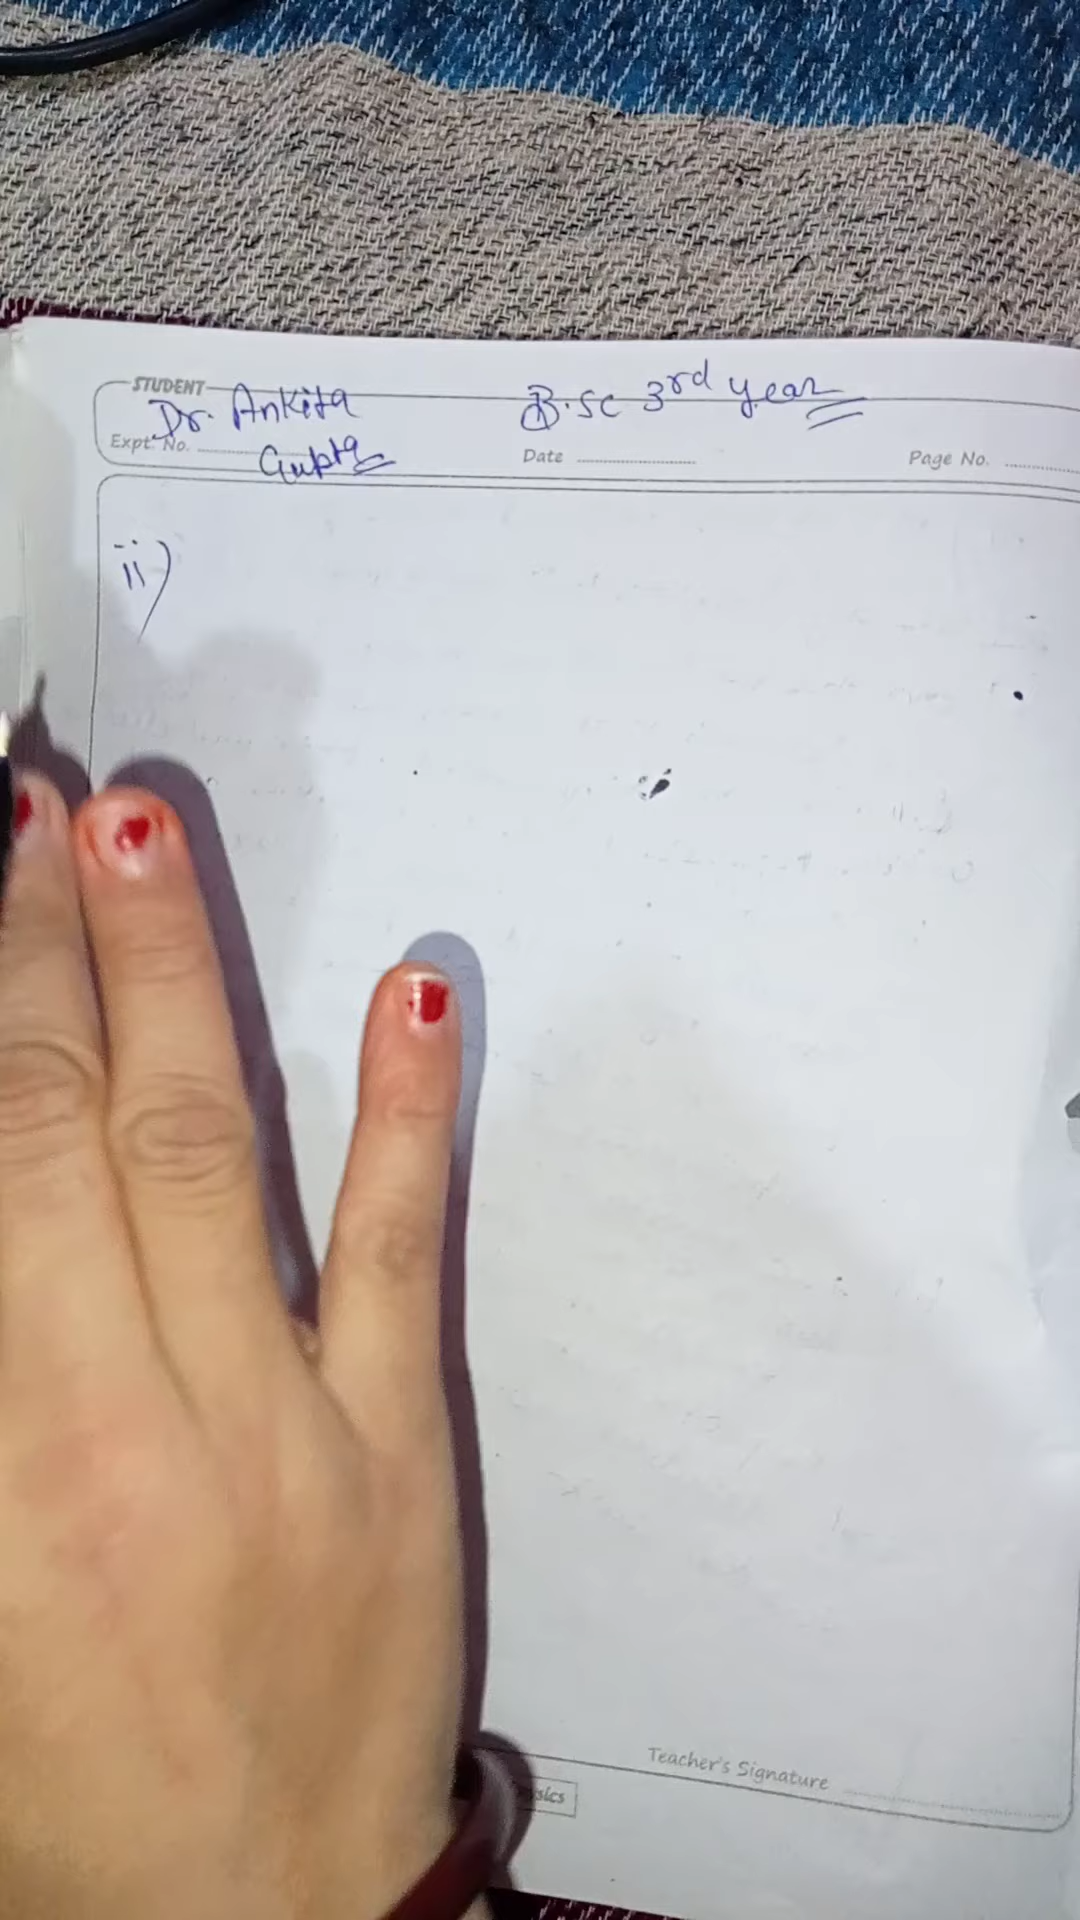 STUDENT
Dr. Ankita B.Sc 3rd year
Gupta
Expt. No. Date Page No.
ii)
Teacher's Signature